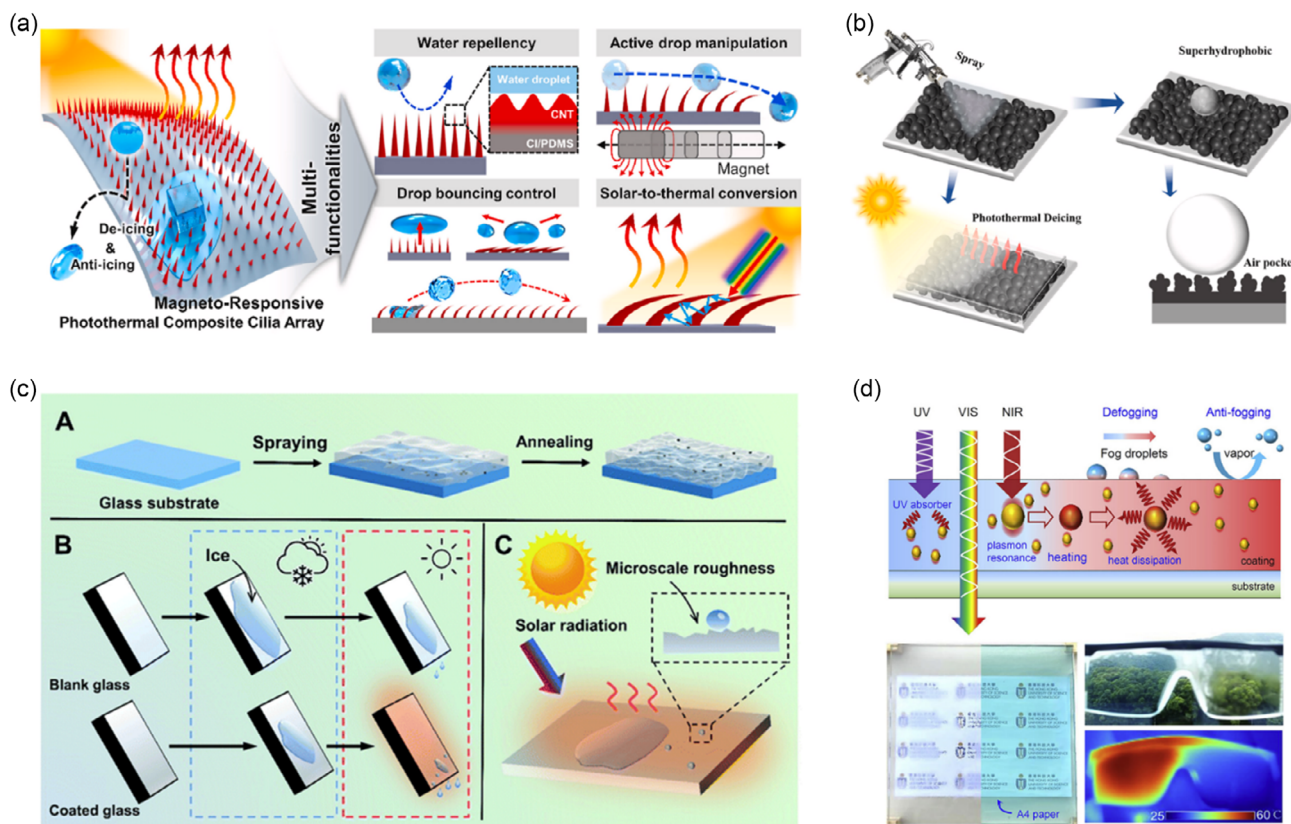 (a)
Water repellency
Water droplet
CNT
CI/PDMS
Active drop manipulation
Magnet
Multi-
functionalities
De-icing
&
Anti-icing
Magneto-Responsive
Photothermal Composite Cilia Array
Drop bouncing control
Solar-to-thermal conversion
(b)
Spray
Superhydrophobic
Photothermal Deicing
Air pocke
(c)
A
Spraying
Annealing
Glass substrate
B
Ice
Blank glass
Coated glass
C
Microscale roughness
Solar radiation
(d)
UV
VIS
NIR
Defogging
Anti-fogging
Fog droplets
vapor
UV absorber
plasmon
resonance
heating
heat dissipation
coating
substrate
A4 paper
25
60℃